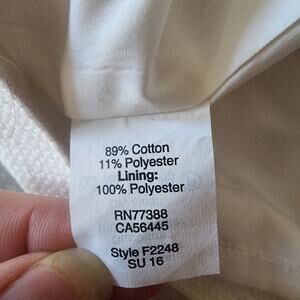 89% Cotton
11% Polyester
Lining:
100% Polyester
RN77388
CA56445
Style F2248
SU 16